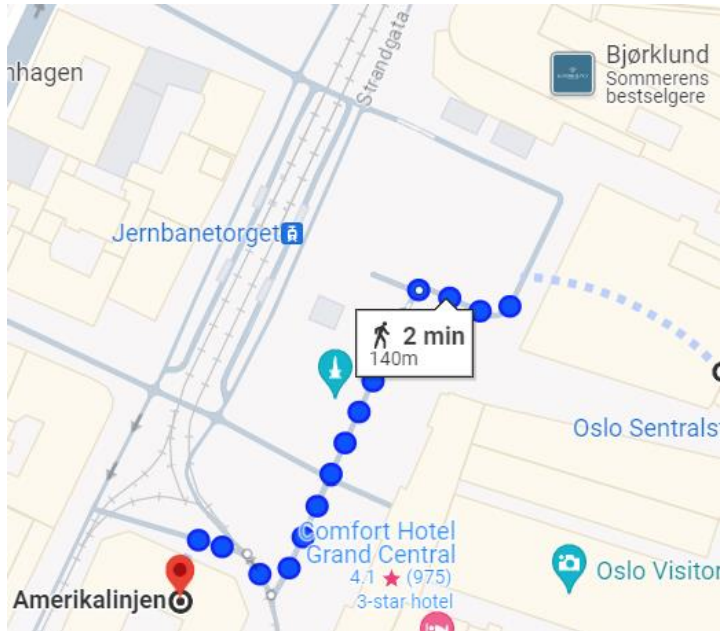 Strandgata
Bjørklund
Sommerens
bestselgere
nhagen
Jernbanetorget
2 min
140m
Oslo Sentralst
Comfort Hotel
Grand Central
4.1 ★ (975)
3-star hotel
Oslo Visitor
Amerikalinjen